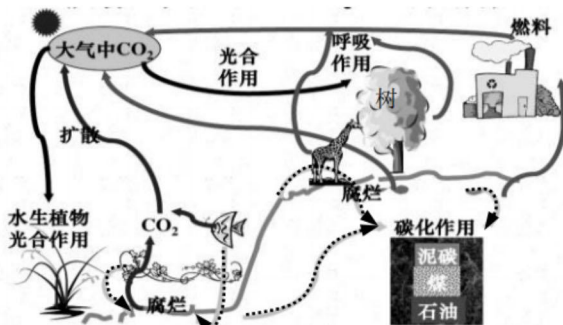 大气中CO₂
光合
作用
呼吸
作用
燃料
树
扩散
水生植物
光合作用
CO₂
腐烂
腐烂
碳化作用
泥碳
煤
石油